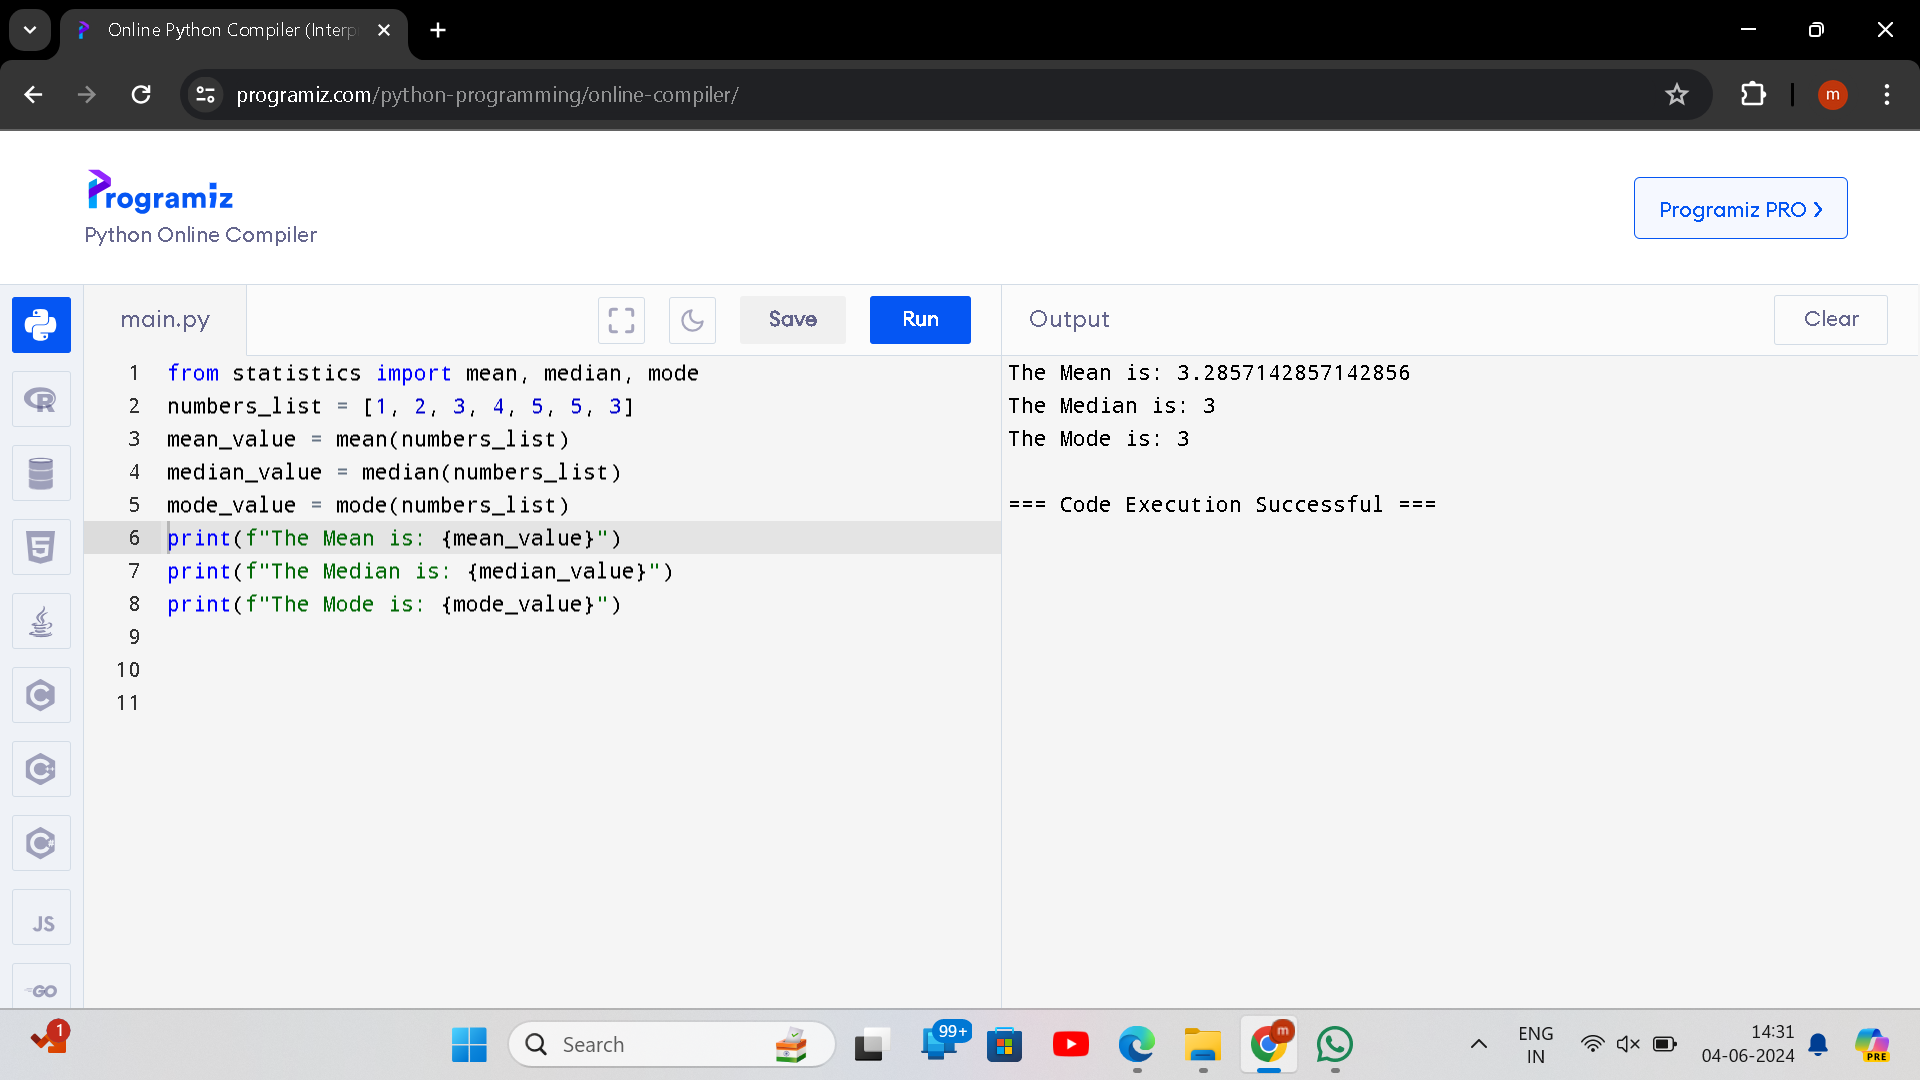 Online Python Compiler (Interp
programiz.com/python-programming/online-compiler/
m
Programiz
Python Online Compiler
Programiz PRO
main.py
Save
Run
Output
Clear
1 from statistics import mean, median, mode
2 numbers_list = [1, 2, 3, 4, 5, 5, 3]
3 mean_value = mean(numbers_list)
4 median_value = median(numbers_list)
5 mode_value = mode(numbers_list)
6 print(f"The Mean is: {mean_value}")
7 print(f"The Median is: {median_value}")
8 print(f"The Mode is: {mode_value}")
9
10
11
The Mean is: 3.2857142857142856
The Median is: 3
The Mode is: 3
=== Code Execution Successful ===
R
5
C
C+
C#
JS
GO
1
Search
99+
m
ENG
IN
14:31
04-06-2024
PRE